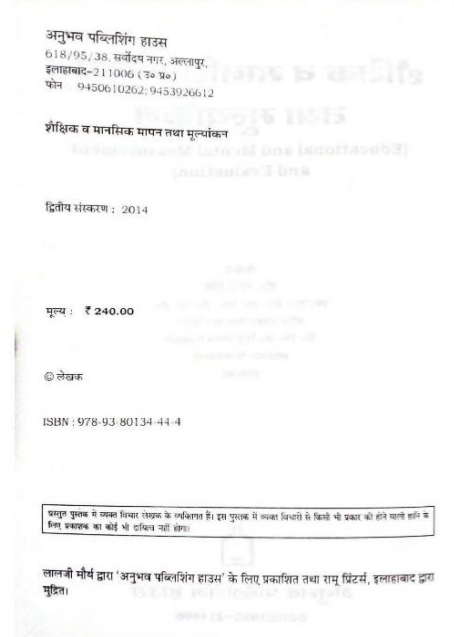 अनुभव पब्लिशिंग हाउस
618/95/38, सर्वोदय नगर, अल्लापुर,
इलाहाबाद-211006 (उ० प्र०)
फोन : 9450610262; 9453926612
शैक्षिक व मानसिक मापन तथा मूल्यांकन
द्वितीय संस्करण : 2014
मूल्य : ₹ 240.00
© लेखक
ISBN : 978-93-80134-44-4
प्रस्तुत पुस्तक में व्यक्त विचार लेखक के व्यक्तिगत हैं। इस पुस्तक में व्यक्त विचारों से किसी भी प्रकार की होने वाली हानि के
लिए प्रकाशक का कोई भी दायित्व नहीं होगा।
लालजी मौर्य द्वारा 'अनुभव पब्लिशिंग हाउस' के लिए प्रकाशित तथा रामू प्रिंटर्स, इलाहाबाद द्वारा
मुद्रित।